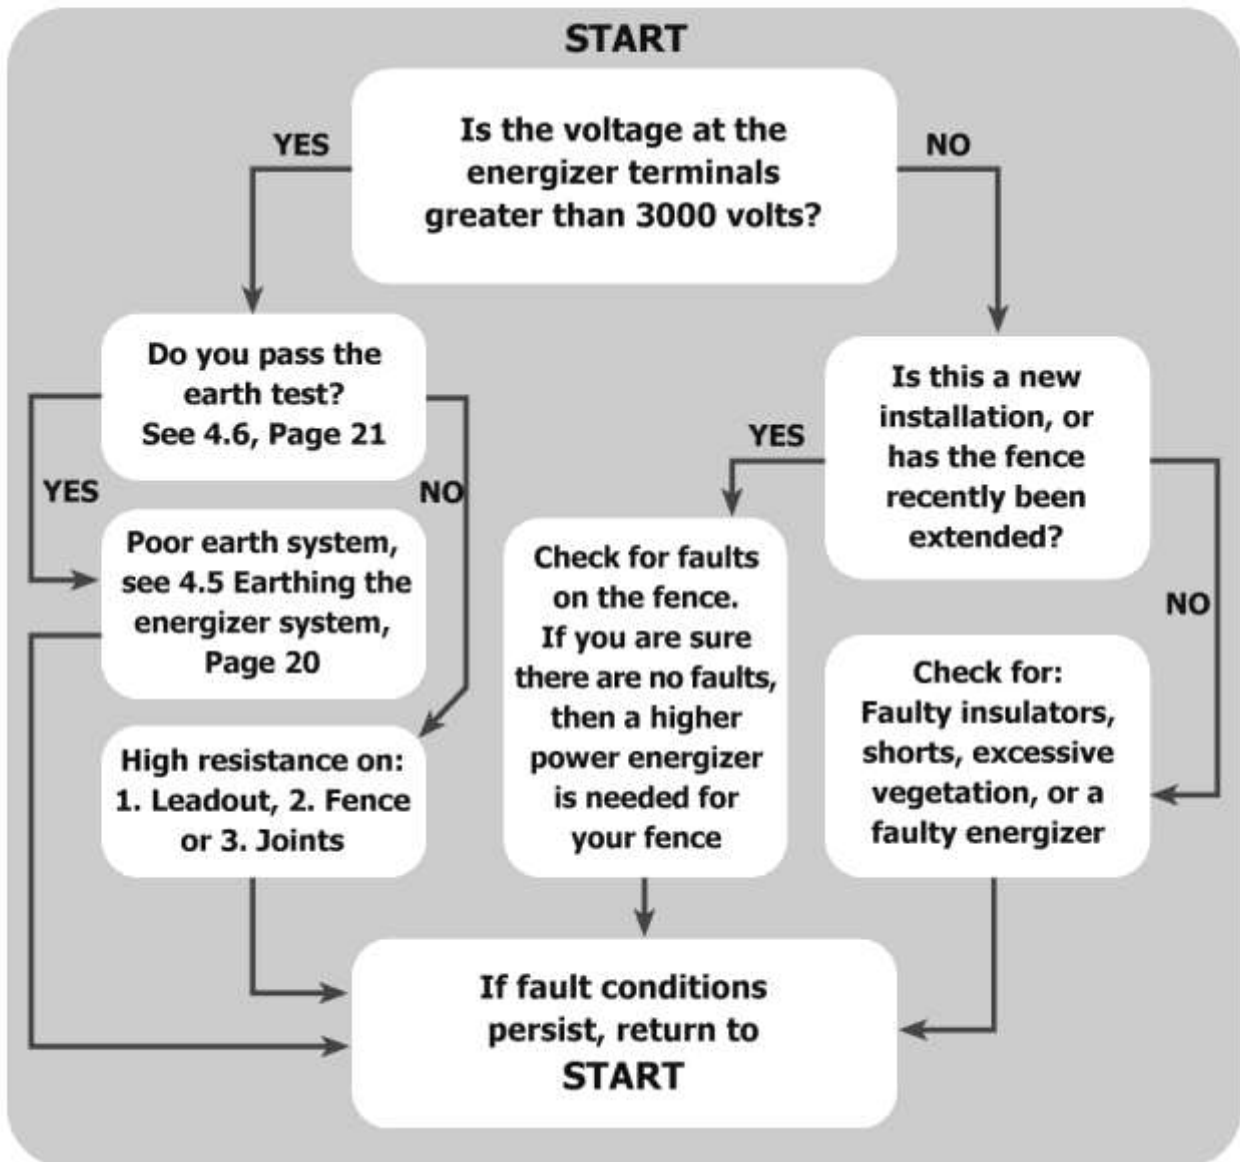 START
Is the voltage at the
energizer terminals
greater than 3000 volts?
YES
NO
Do you pass the
earth test?
See 4.6, Page 21
YES
NO
Poor earth system,
see 4.5 Earthing the
energizer system,
Page 20
High resistance on:
1. Leadout, 2. Fence
or 3. Joints
Is this a new
installation, or
has the fence
recently been
extended?
YES
NO
Check for faults
on the fence.
If you are sure
there are no faults,
then a higher
power energizer
is needed for
your fence
Check for:
Faulty insulators,
shorts, excessive
vegetation, or a
faulty energizer
If fault conditions
persist, return to
START